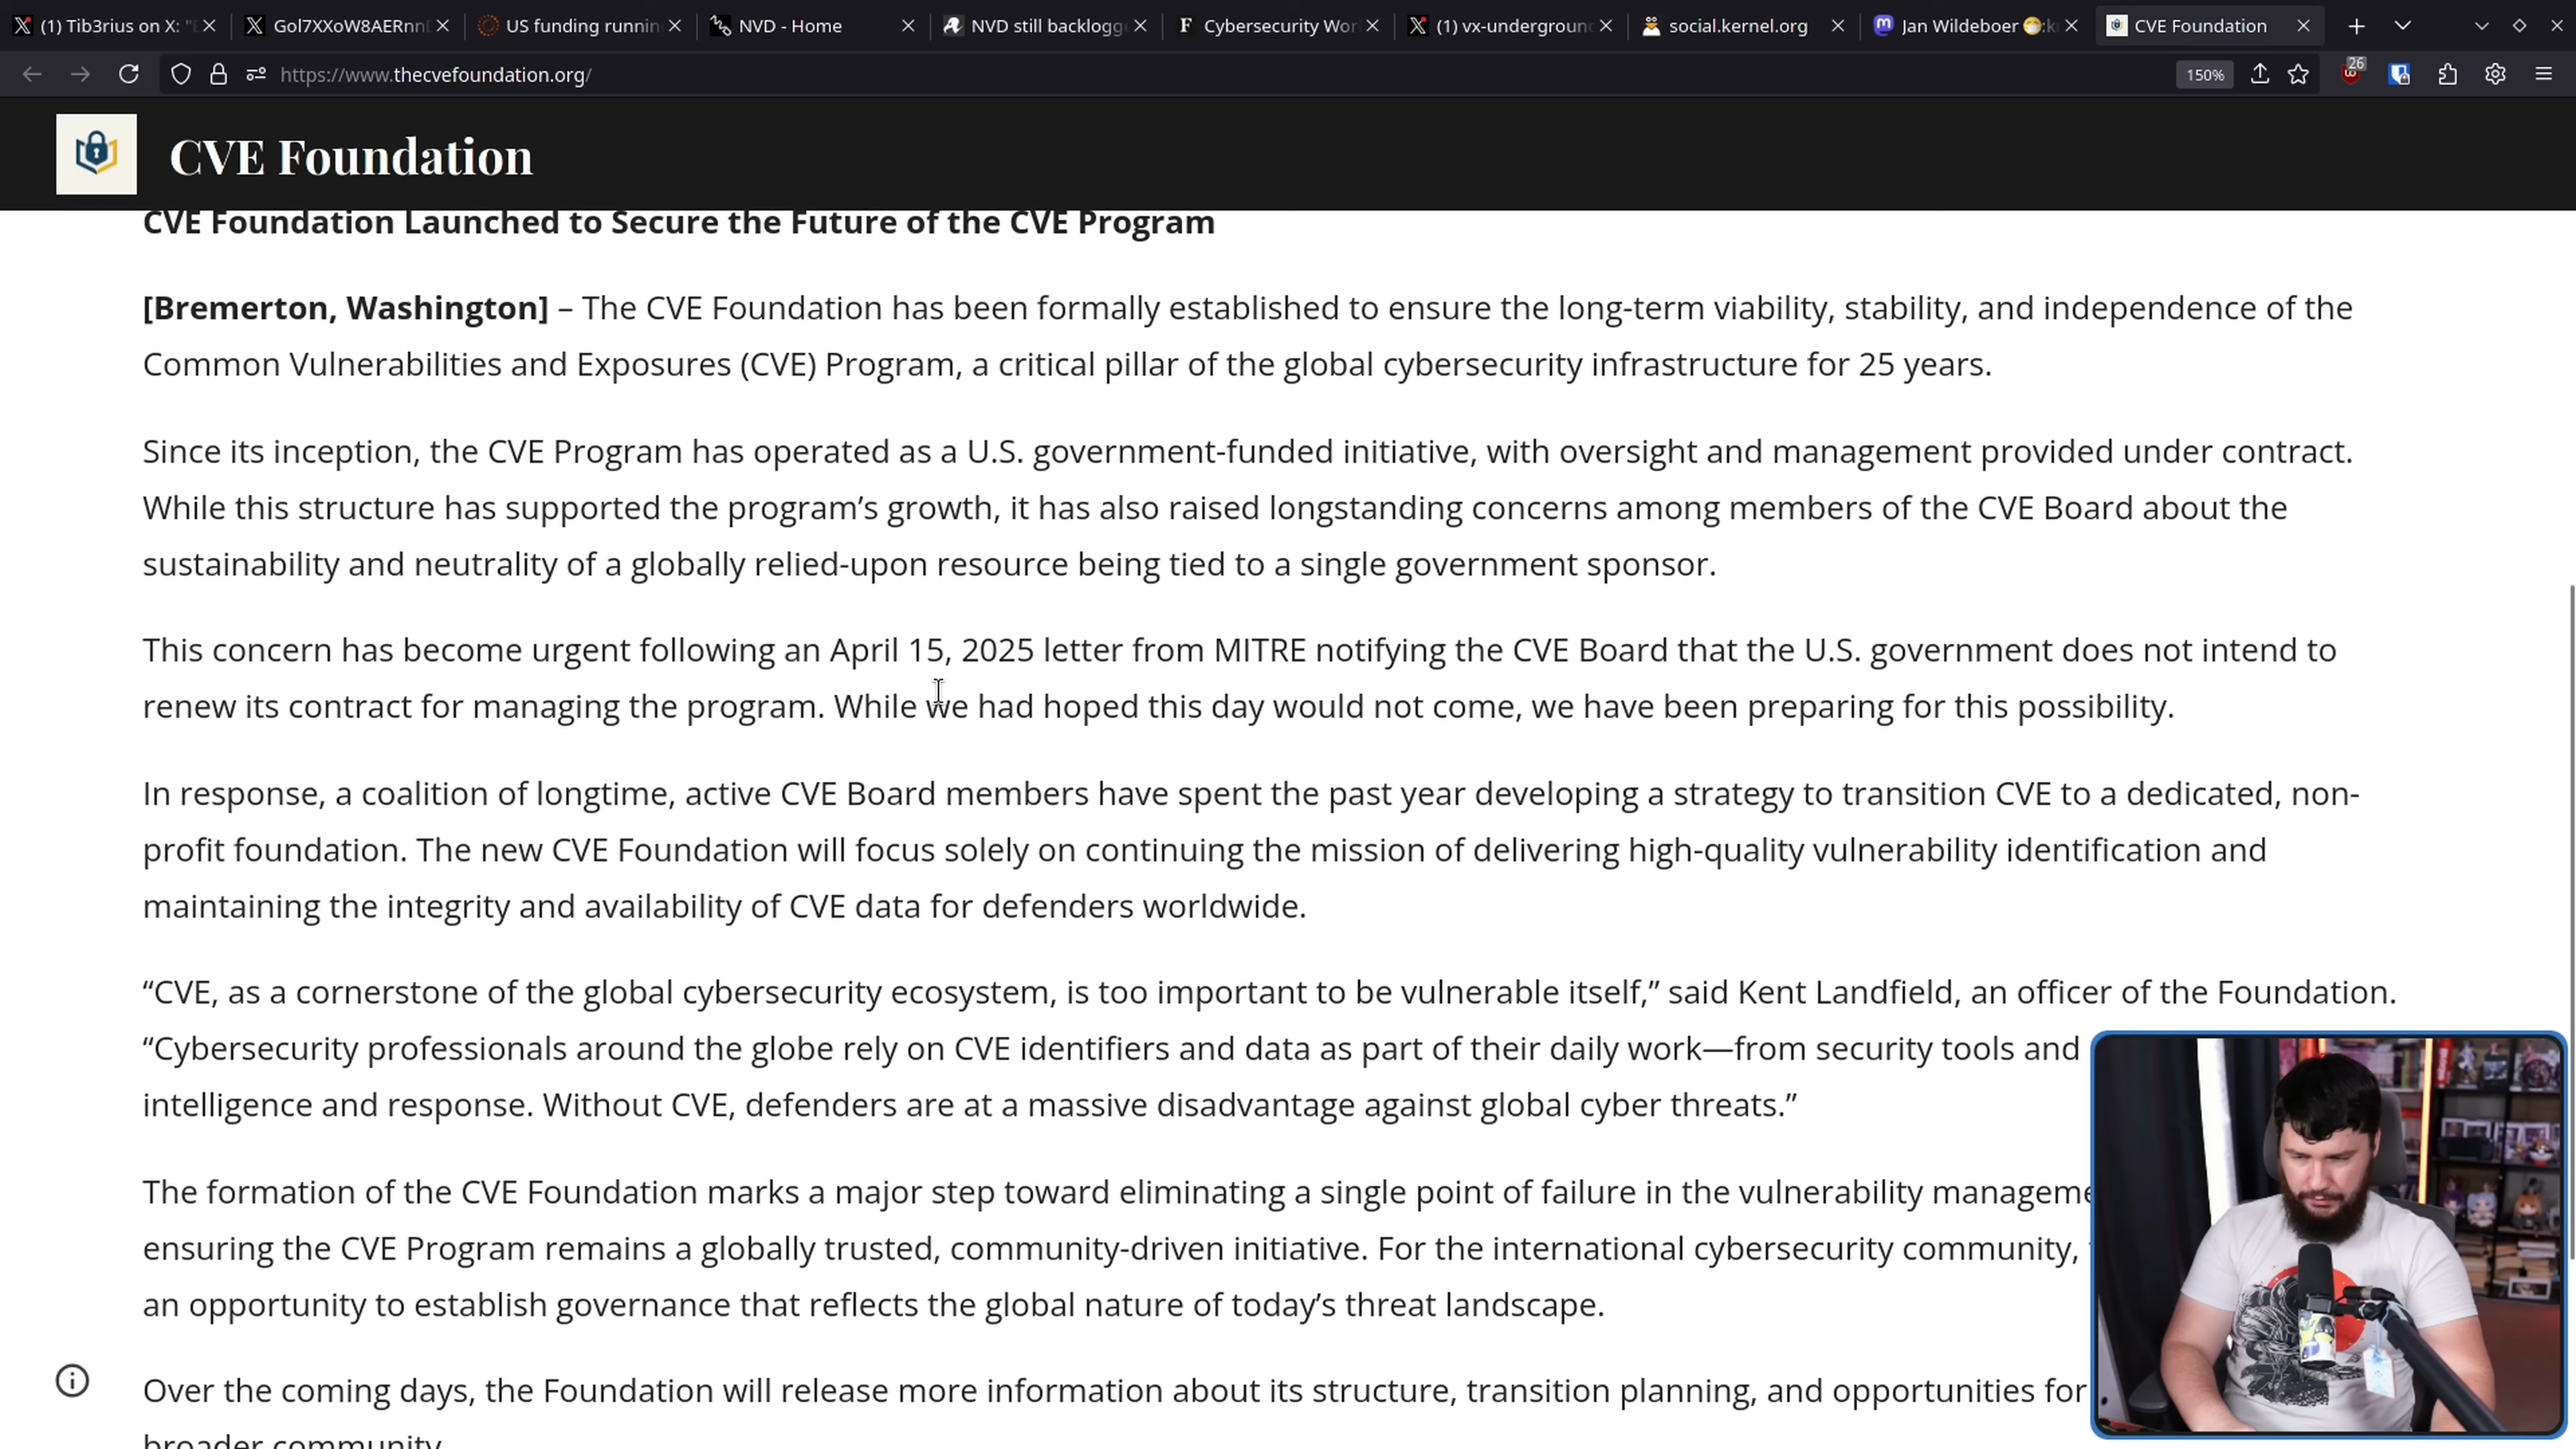 (1) Tib3rius on X: "
Gol7XXoW8AERnn
US funding runnin
NVD - Home
NVD still backlogge
Cybersecurity Wor
(1) vx-underground
social.kernel.org
Jan Wildeboer 😷:k
CVE Foundation
https://www.thecvefoundation.org/
150%
26
CVE Foundation
CVE Foundation Launched to Secure the Future of the CVE Program
[Bremerton, Washington] – The CVE Foundation has been formally established to ensure the long-term viability, stability, and independence of the
Common Vulnerabilities and Exposures (CVE) Program, a critical pillar of the global cybersecurity infrastructure for 25 years.
Since its inception, the CVE Program has operated as a U.S. government-funded initiative, with oversight and management provided under contract.
While this structure has supported the program’s growth, it has also raised longstanding concerns among members of the CVE Board about the
sustainability and neutrality of a globally relied-upon resource being tied to a single government sponsor.
This concern has become urgent following an April 15, 2025 letter from MITRE notifying the CVE Board that the U.S. government does not intend to
renew its contract for managing the program. While we had hoped this day would not come, we have been preparing for this possibility.
In response, a coalition of longtime, active CVE Board members have spent the past year developing a strategy to transition CVE to a dedicated, non-
profit foundation. The new CVE Foundation will focus solely on continuing the mission of delivering high-quality vulnerability identification and
maintaining the integrity and availability of CVE data for defenders worldwide.
“CVE, as a cornerstone of the global cybersecurity ecosystem, is too important to be vulnerable itself,” said Kent Landfield, an officer of the Foundation.
“Cybersecurity professionals around the globe rely on CVE identifiers and data as part of their daily work—from security tools and
intelligence and response. Without CVE, defenders are at a massive disadvantage against global cyber threats.”
The formation of the CVE Foundation marks a major step toward eliminating a single point of failure in the vulnerability manageme
ensuring the CVE Program remains a globally trusted, community-driven initiative. For the international cybersecurity community,
an opportunity to establish governance that reflects the global nature of today’s threat landscape.
Over the coming days, the Foundation will release more information about its structure, transition planning, and opportunities for
broader community